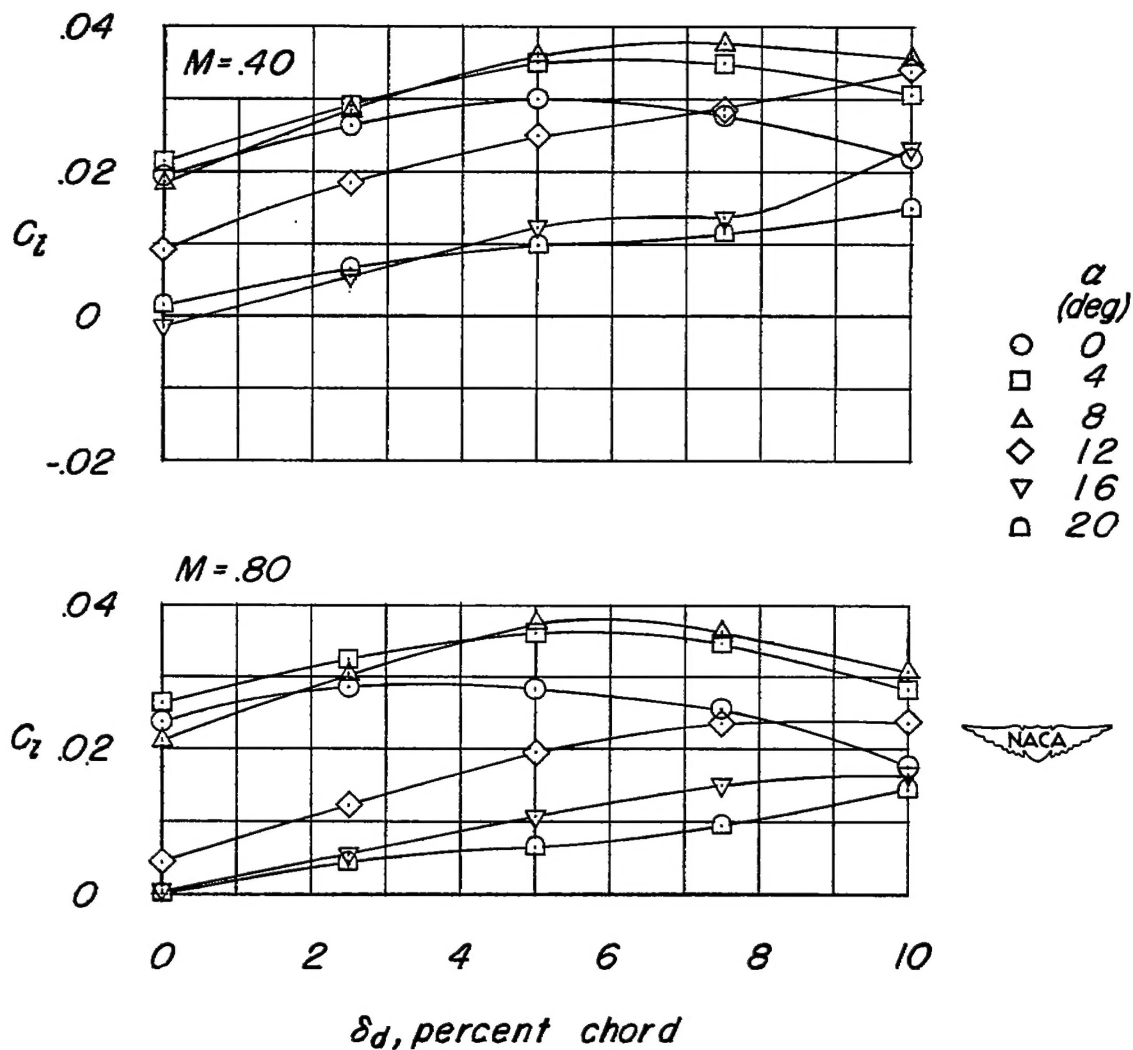 .04
M = .40
.02
C_l
0
-.02
α
(deg)
0
4
8
12
16
20
M = .80
.04
C_l
.02
0
NACA
0 2 4 6 8 10
δ_d, percent chord